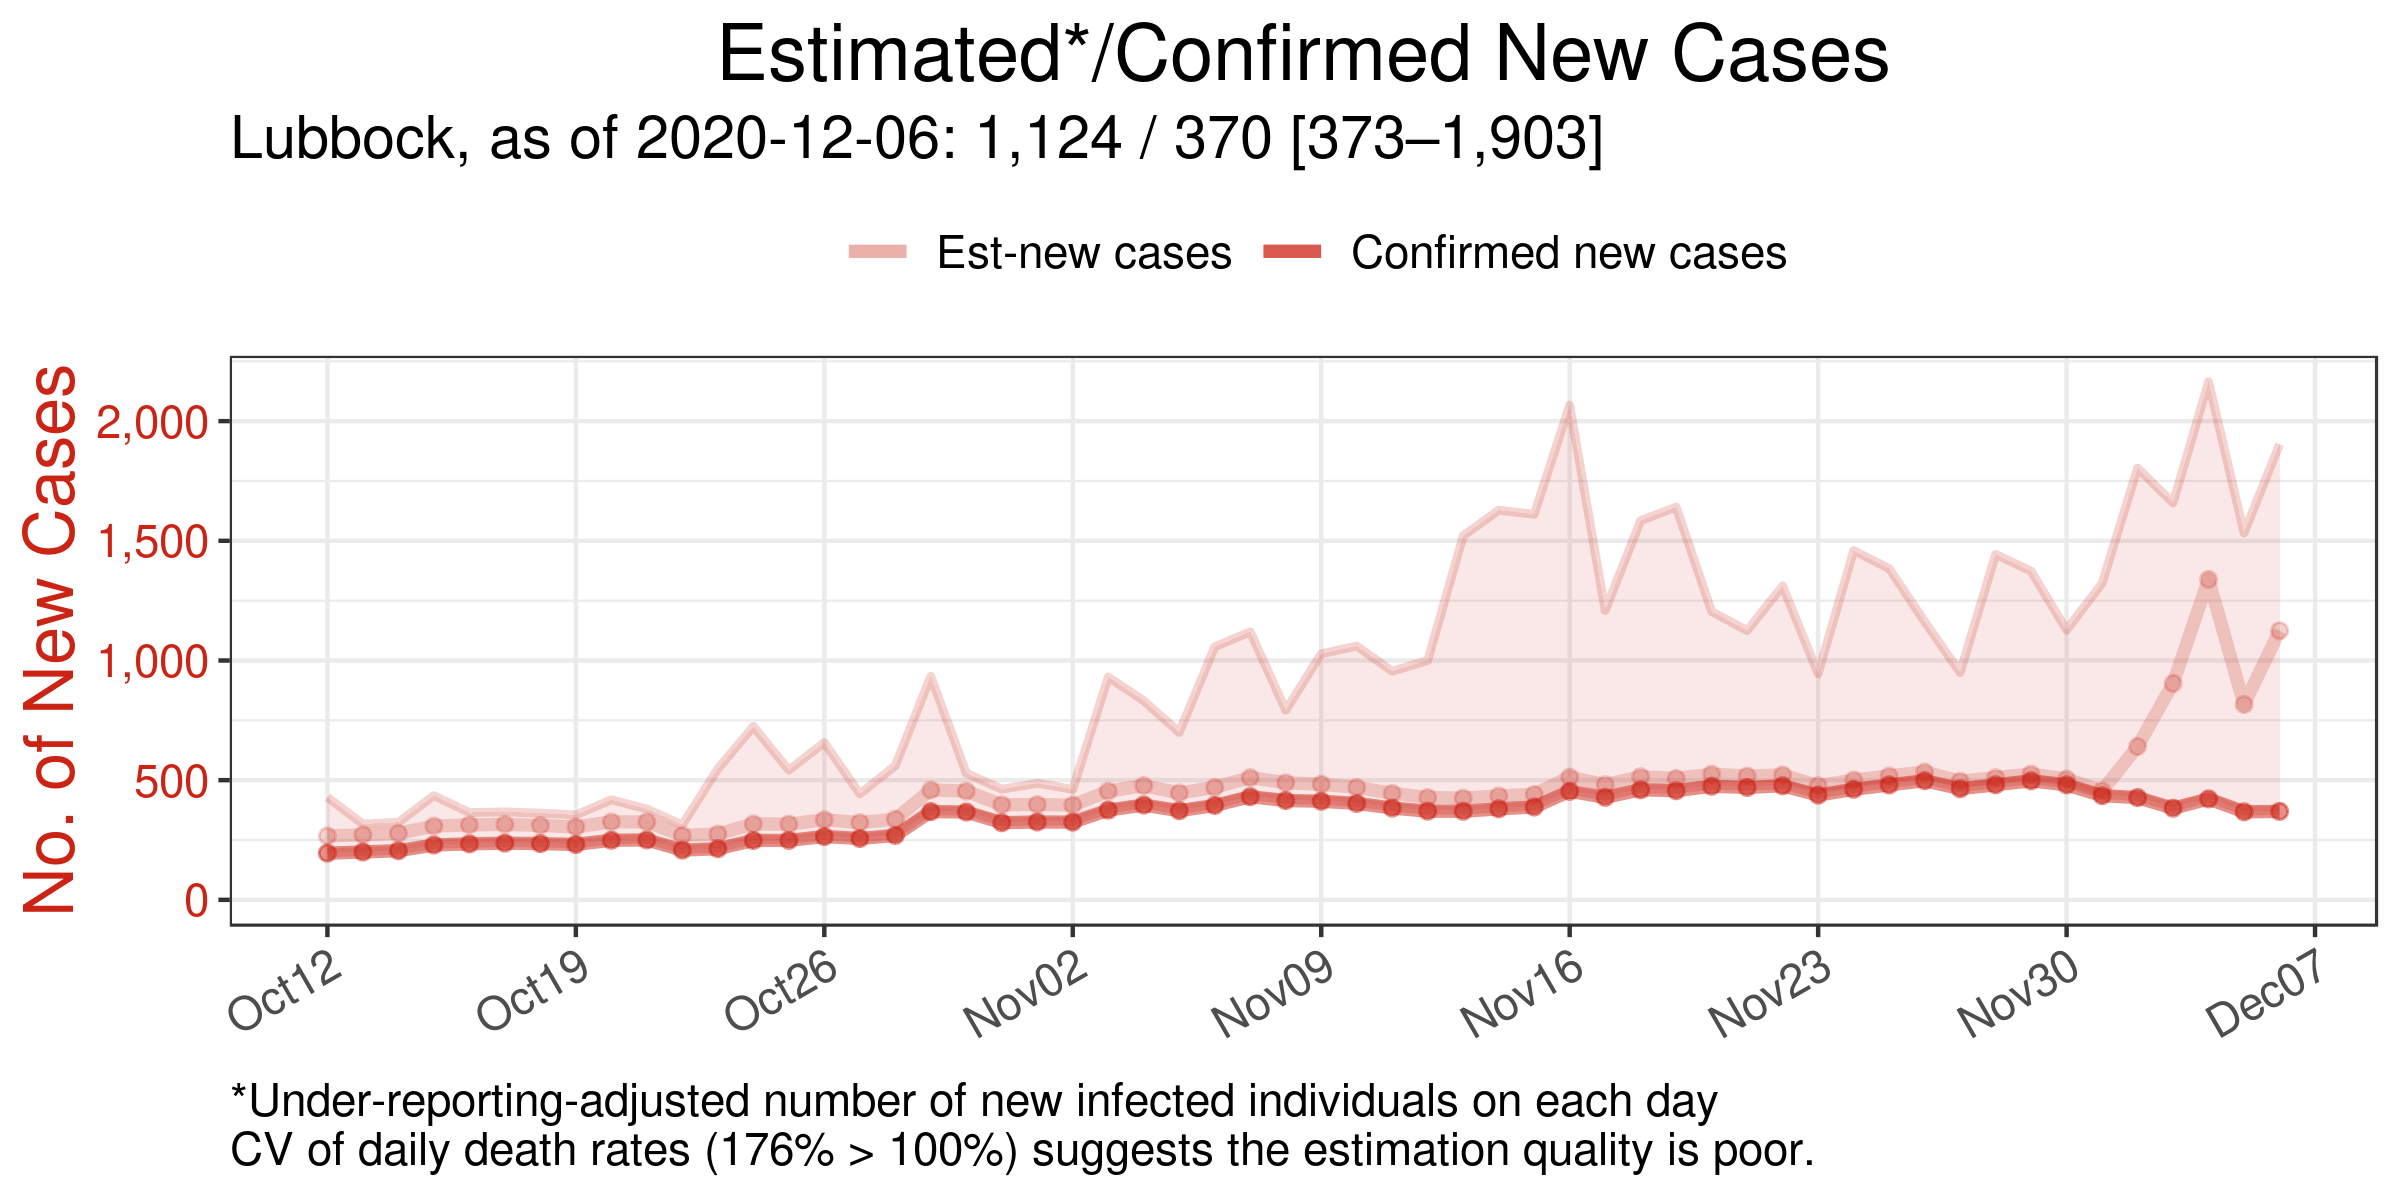 Estimated*/Confirmed New Cases
Lubbock, as of 2020-12-06: 1,124 / 370 [373–1,903]
Est-new cases
Confirmed new cases
No. of New Cases
2,000
1,500
1,000
500
0
Oct12
Oct19
Oct26
Nov02
Nov09
Nov16
Nov23
Nov30
Dec07
*Under-reporting-adjusted number of new infected individuals on each day
CV of daily death rates (176% > 100%) suggests the estimation quality is poor.